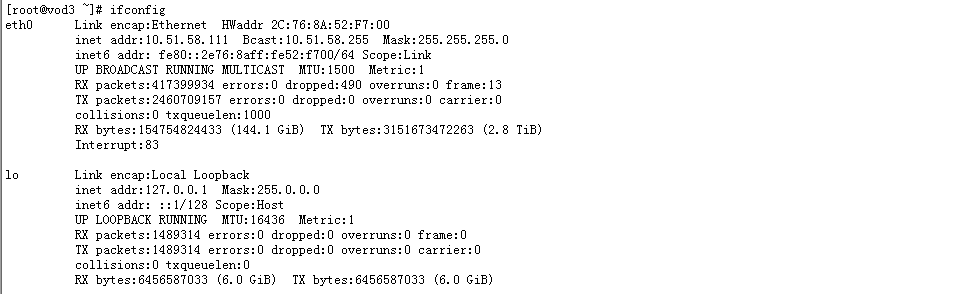 [root@vod3 ~]# ifconfig
eth0      Link encap:Ethernet  HWaddr 2C:76:8A:52:F7:00
          inet addr:10.51.58.111  Bcast:10.51.58.255  Mask:255.255.255.0
          inet6 addr: fe80::2e76:8aff:fe52:f700/64 Scope:Link
          UP BROADCAST RUNNING MULTICAST  MTU:1500  Metric:1
          RX packets:417399934 errors:0 dropped:490 overruns:0 frame:13
          TX packets:2460709157 errors:0 dropped:0 overruns:0 carrier:0
          collisions:0 txqueuelen:1000
          RX bytes:154754824433 (144.1 GiB)  TX bytes:3151673472263 (2.8 TiB)
          Interrupt:83
lo        Link encap:Local Loopback
          inet addr:127.0.0.1  Mask:255.0.0.0
          inet6 addr: ::1/128 Scope:Host
          UP LOOPBACK RUNNING  MTU:16436  Metric:1
          RX packets:1489314 errors:0 dropped:0 overruns:0 frame:0
          TX packets:1489314 errors:0 dropped:0 overruns:0 carrier:0
          collisions:0 txqueuelen:0
          RX bytes:6456587033 (6.0 GiB)  TX bytes:6456587033 (6.0 GiB)